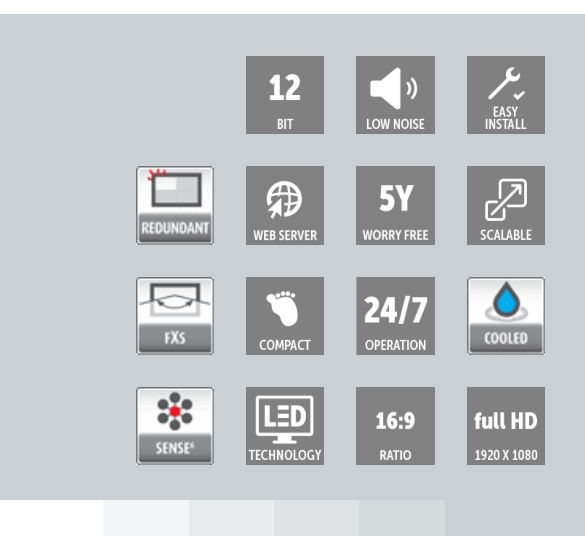 12
BIT
LOW NOISE
EASY
INSTALL
REDUNDANT
WEB SERVER
5Y
WORRY FREE
SCALABLE
FXS
COMPACT
24/7
OPERATION
COOLED
SENSE⁶
LED
TECHNOLOGY
16:9
RATIO
full HD
1920 X 1080